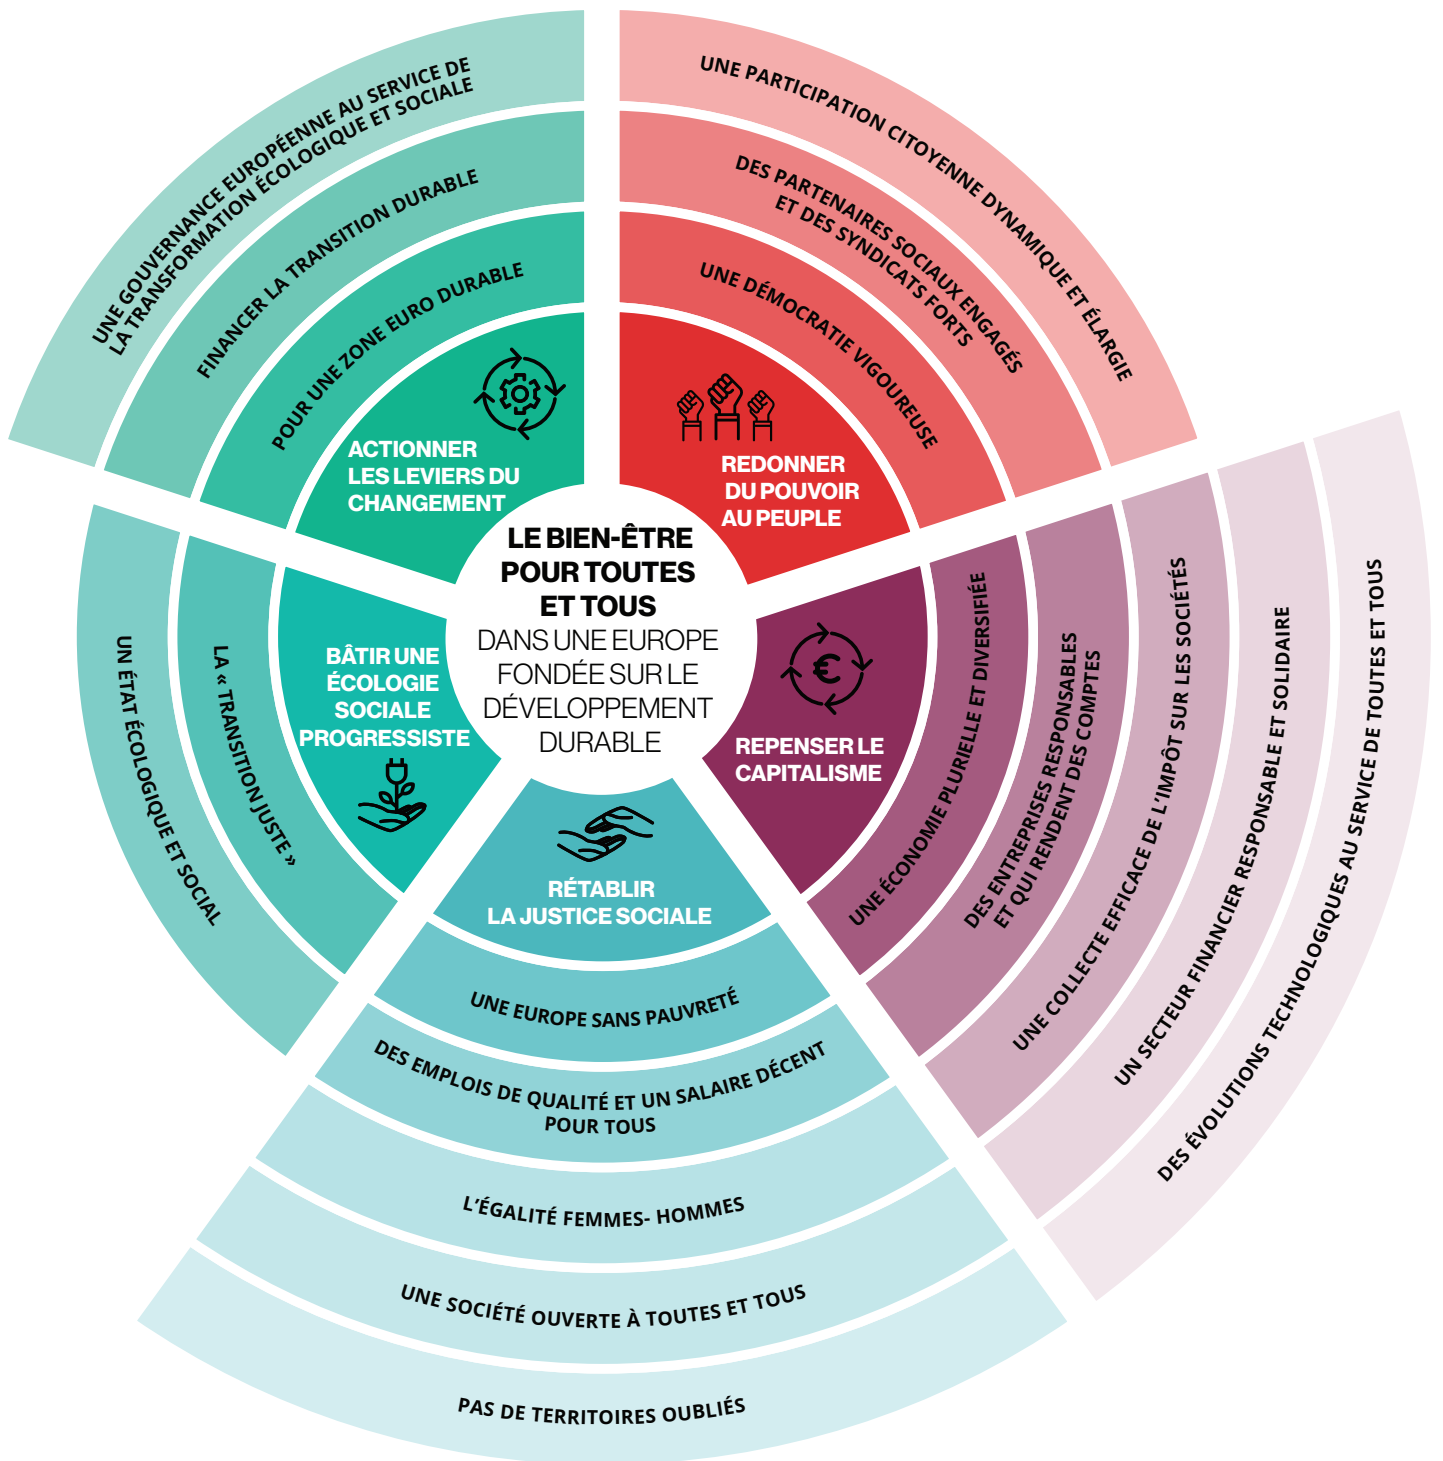 LE BIEN-ÊTRE
POUR TOUTES
ET TOUS
DANS UNE EUROPE
FONDÉE SUR LE
DÉVELOPPEMENT
DURABLE
REDONNER
DU POUVOIR
AU PEUPLE
UNE DÉMOCRATIE VIGOUREUSE
DES PARTENAIRES SOCIAUX ENGAGÉS
ET DES SYNDICATS FORTS
UNE PARTICIPATION CITOYENNE DYNAMIQUE ET ÉLARGIE
€
REPENSER LE
CAPITALISME
UNE ÉCONOMIE PLURIELLE ET DIVERSIFIÉE
DES ENTREPRISES RESPONSABLES
ET QUI RENDENT DES COMPTES
UNE COLLECTE EFFICACE DE L'IMPÔT SUR LES SOCIÉTÉS
UN SECTEUR FINANCIER RESPONSABLE ET SOLIDAIRE
DES ÉVOLUTIONS TECHNOLOGIQUES AU SERVICE DE TOUTES ET TOUS
RÉTABLIR
LA JUSTICE SOCIALE
UNE EUROPE SANS PAUVRETÉ
DES EMPLOIS DE QUALITÉ ET UN SALAIRE DÉCENT
POUR TOUS
L'ÉGALITÉ FEMMES- HOMMES
UNE SOCIÉTÉ OUVERTE À TOUTES ET TOUS
PAS DE TERRITOIRES OUBLIÉS
BÂTIR UNE
ÉCOLOGIE
SOCIALE
PROGRESSISTE
LA « TRANSITION JUSTE »
UN ÉTAT ÉCOLOGIQUE ET SOCIAL
ACTIONNER
LES LEVIERS DU
CHANGEMENT
POUR UNE ZONE EURO DURABLE
FINANCER LA TRANSITION DURABLE
UNE GOUVERNANCE EUROPÉENNE AU SERVICE DE
LA TRANSFORMATION ÉCOLOGIQUE ET SOCIALE